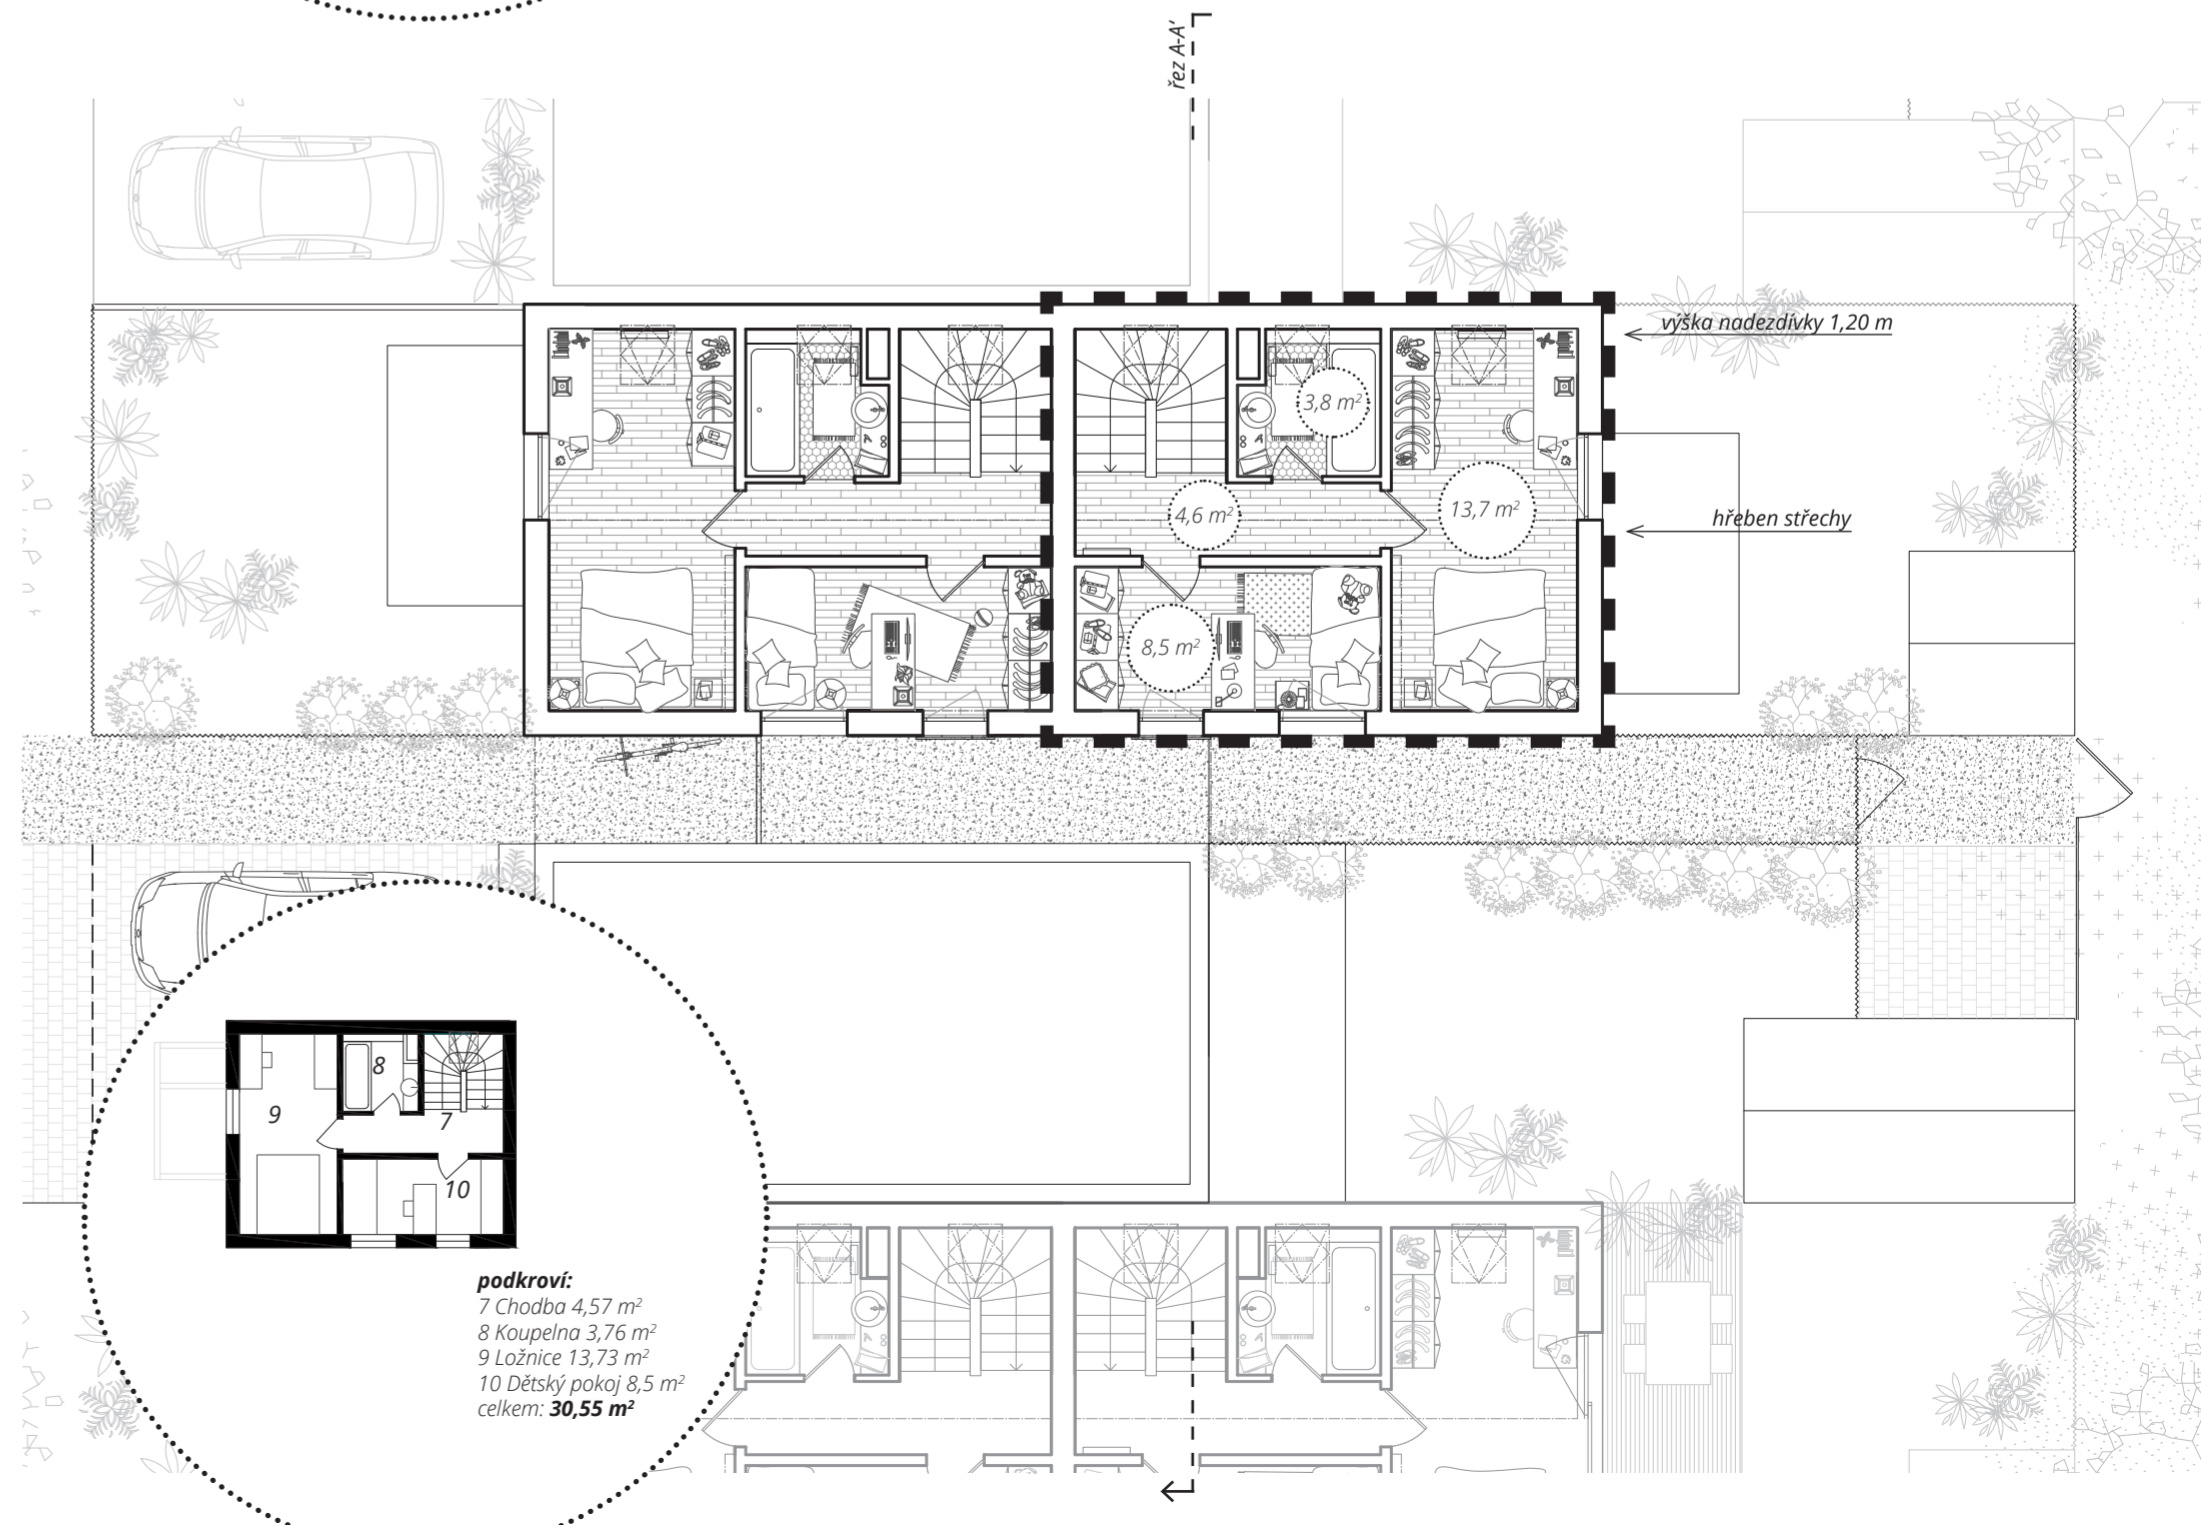 řez A-A'
výška nadezdívky 1,20 m
3,8 m²
4,6 m²
13,7 m²
hřeben střechy
8,5 m²
8
9
7
10
podkroví:
7 Chodba 4,57 m²
8 Koupelna 3,76 m²
9 Ložnice 13,73 m²
10 Dětský pokoj 8,5 m²
celkem: 30,55 m²